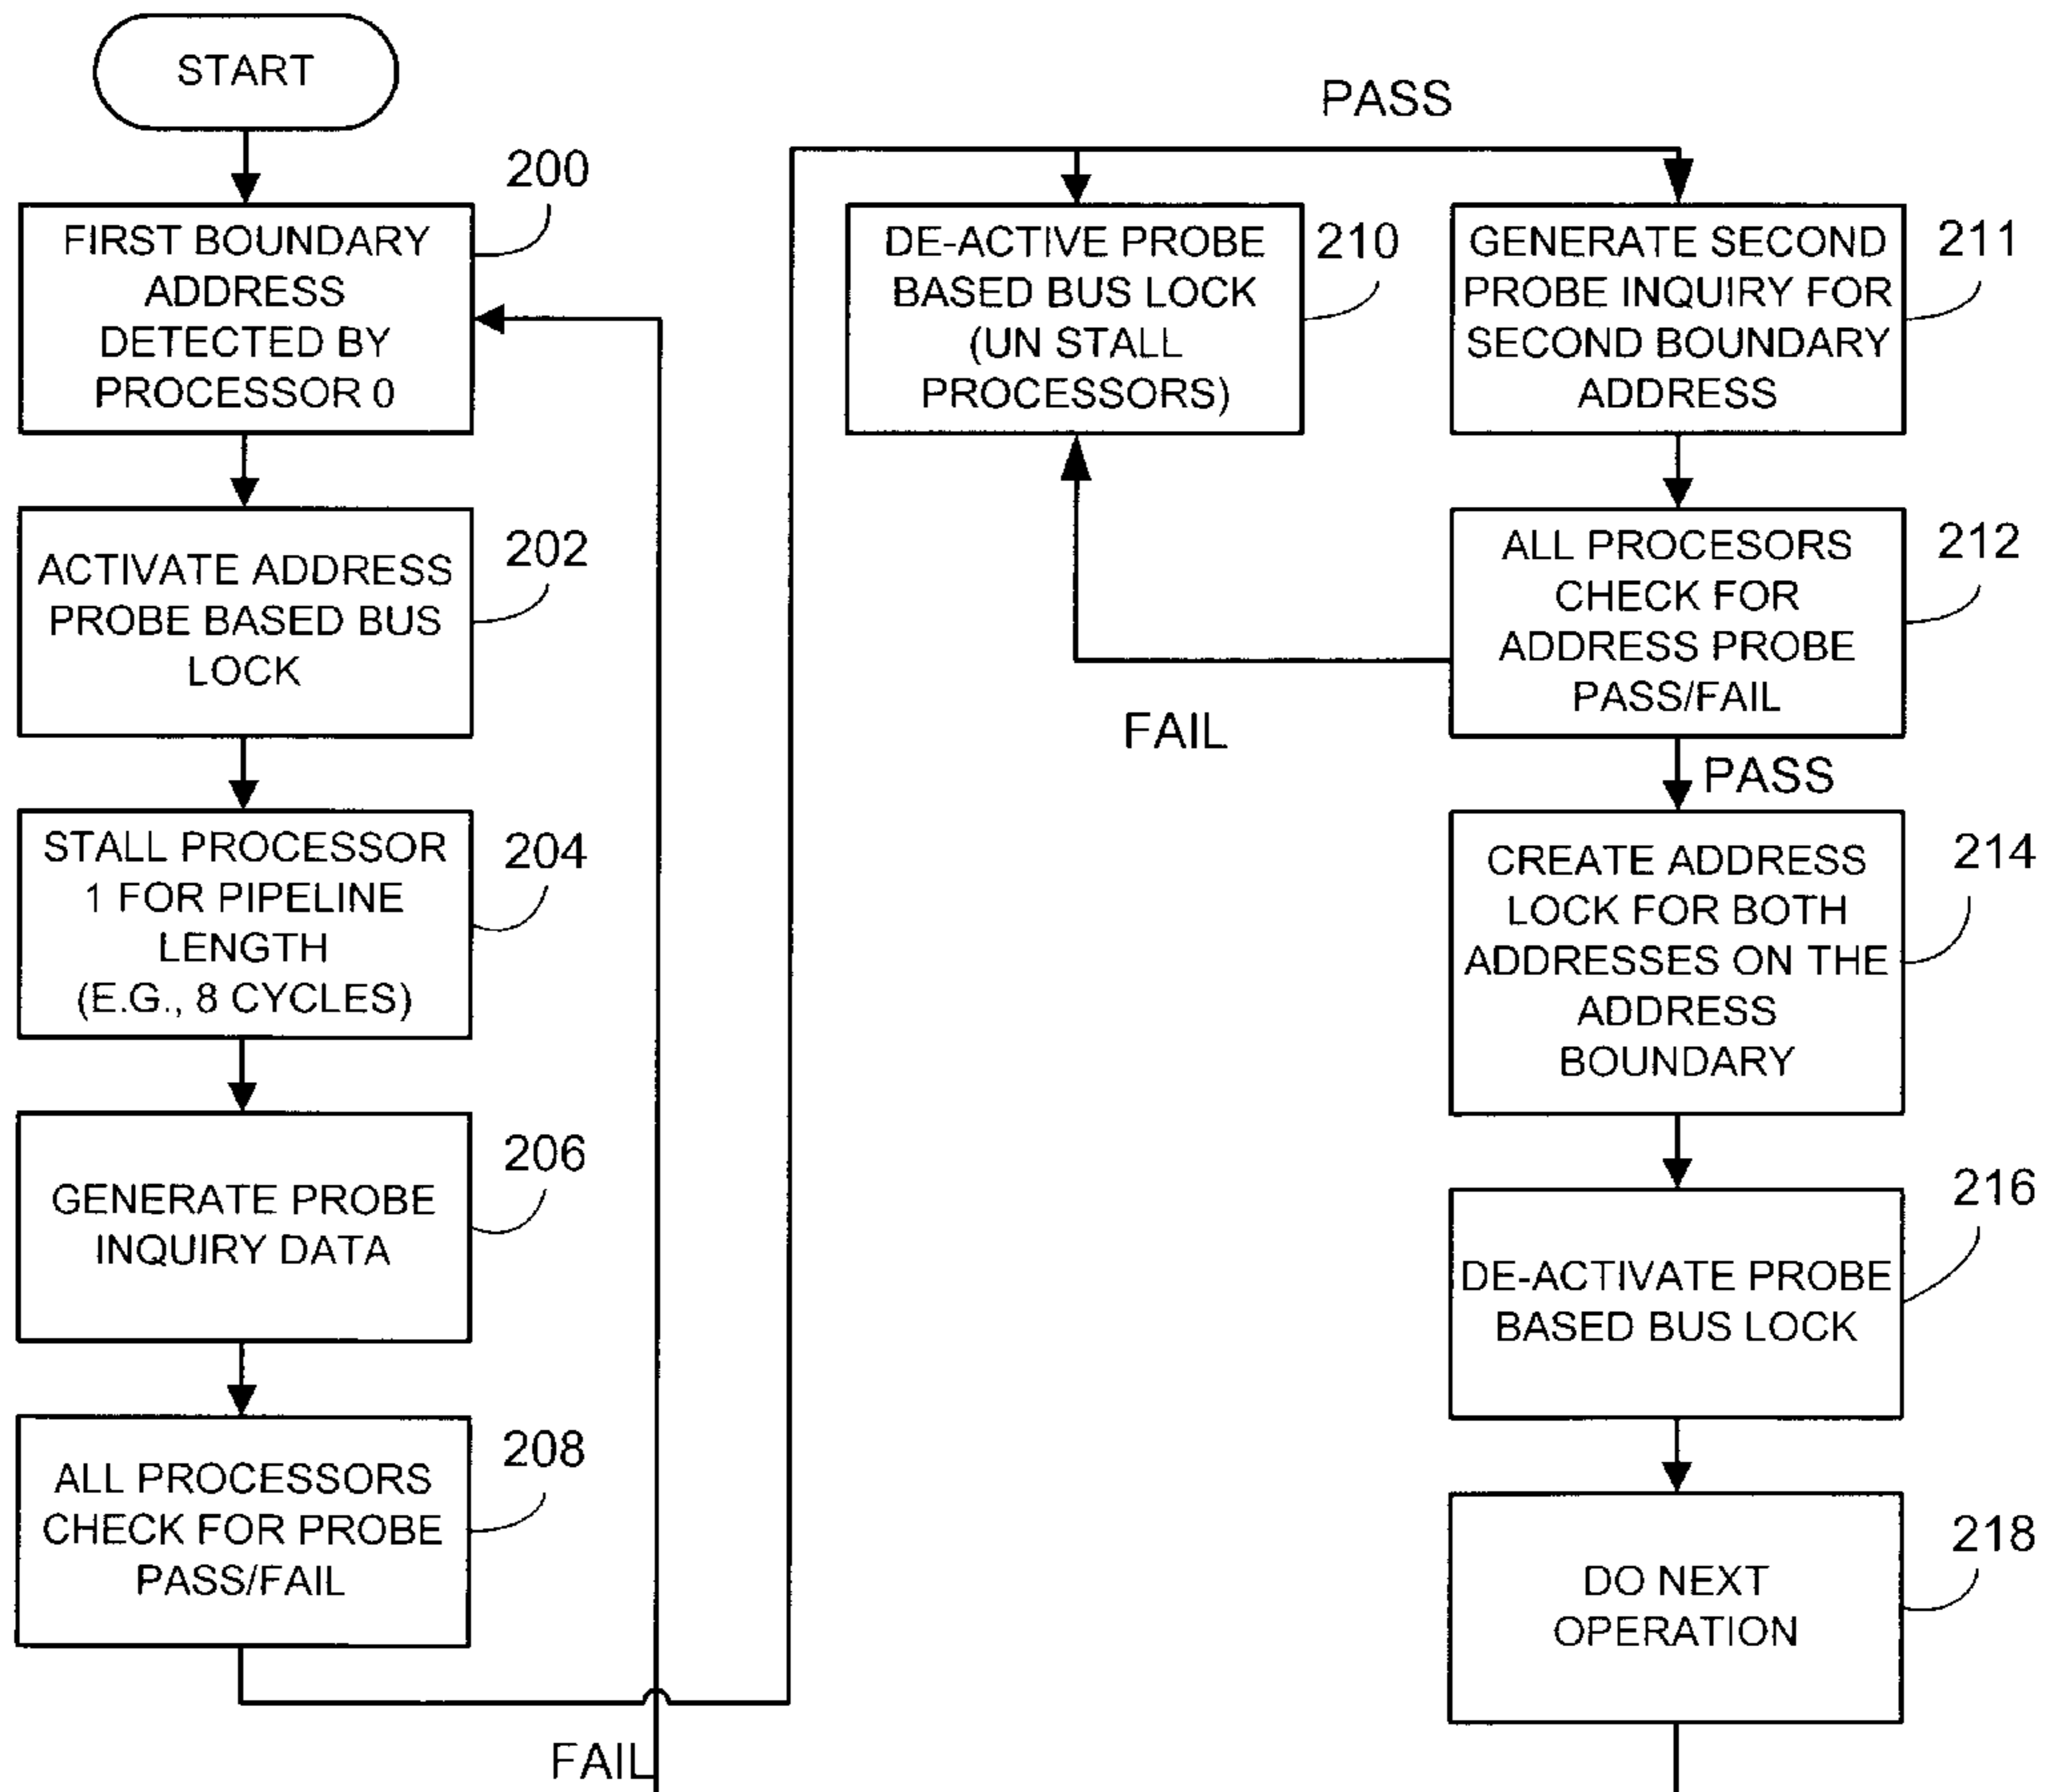 START
200
FIRST BOUNDARY
ADDRESS
DETECTED BY
PROCESSOR 0
202
ACTIVATE ADDRESS
PROBE BASED BUS
LOCK
204
STALL PROCESSOR
1 FOR PIPELINE
LENGTH
(E.G., 8 CYCLES)
206
GENERATE PROBE
INQUIRY DATA
208
ALL PROCESSORS
CHECK FOR PROBE
PASS/FAIL
FAIL
PASS
DE-ACTIVE PROBE
BASED BUS LOCK
(UN STALL
PROCESSORS)
210
GENERATE SECOND
PROBE INQUIRY FOR
SECOND BOUNDARY
ADDRESS
211
ALL PROCESORS
CHECK FOR
ADDRESS PROBE
PASS/FAIL
212
FAIL
PASS
CREATE ADDRESS
LOCK FOR BOTH
ADDRESSES ON THE
ADDRESS
BOUNDARY
214
DE-ACTIVATE PROBE
BASED BUS LOCK
216
DO NEXT
OPERATION
218